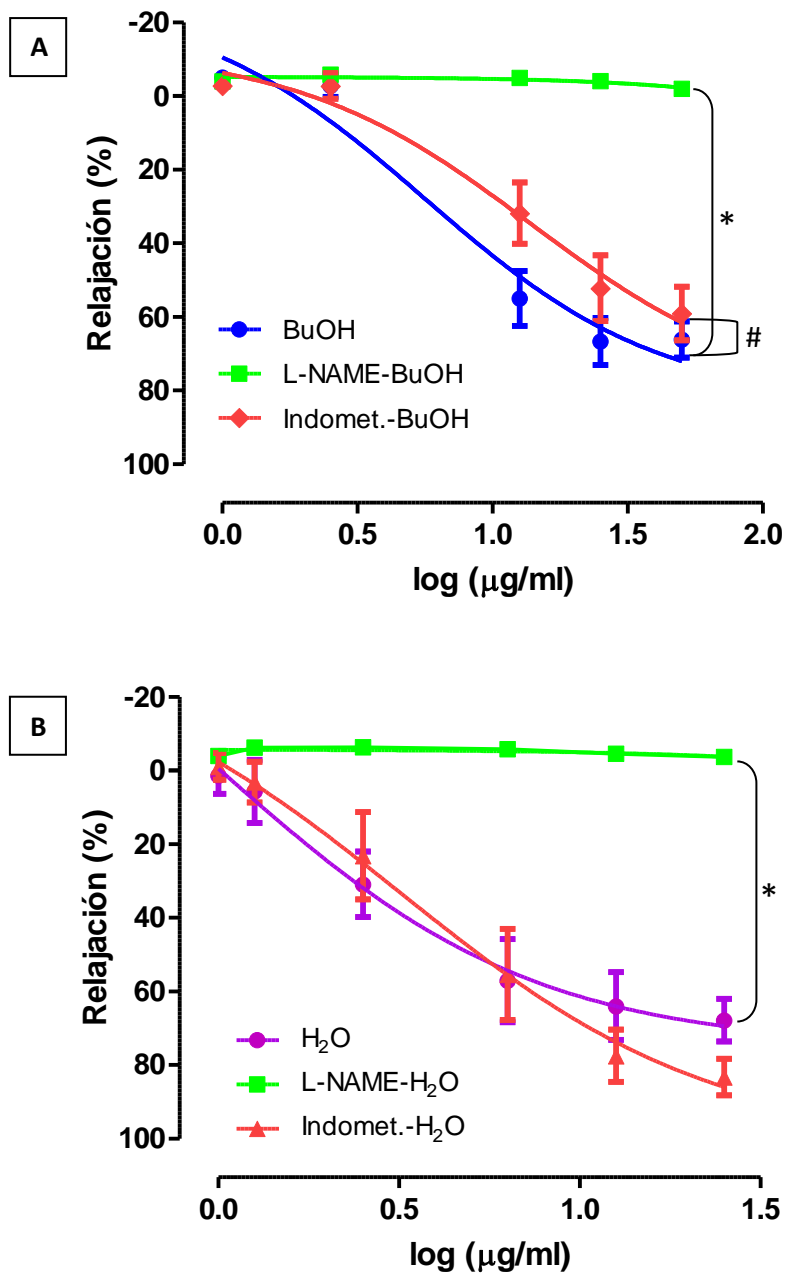 A
-20
0
20
40
60
80
100
Relajación (%)
BuOH
L-NAME-BuOH
Indomet.-BuOH
*
#
0.0 0.5 1.0 1.5 2.0
log (μg/ml)
B
-20
0
20
40
60
80
100
Relajación (%)
H₂O
L-NAME-H₂O
Indomet.-H₂O
*
0.0 0.5 1.0 1.5
log (μg/ml)